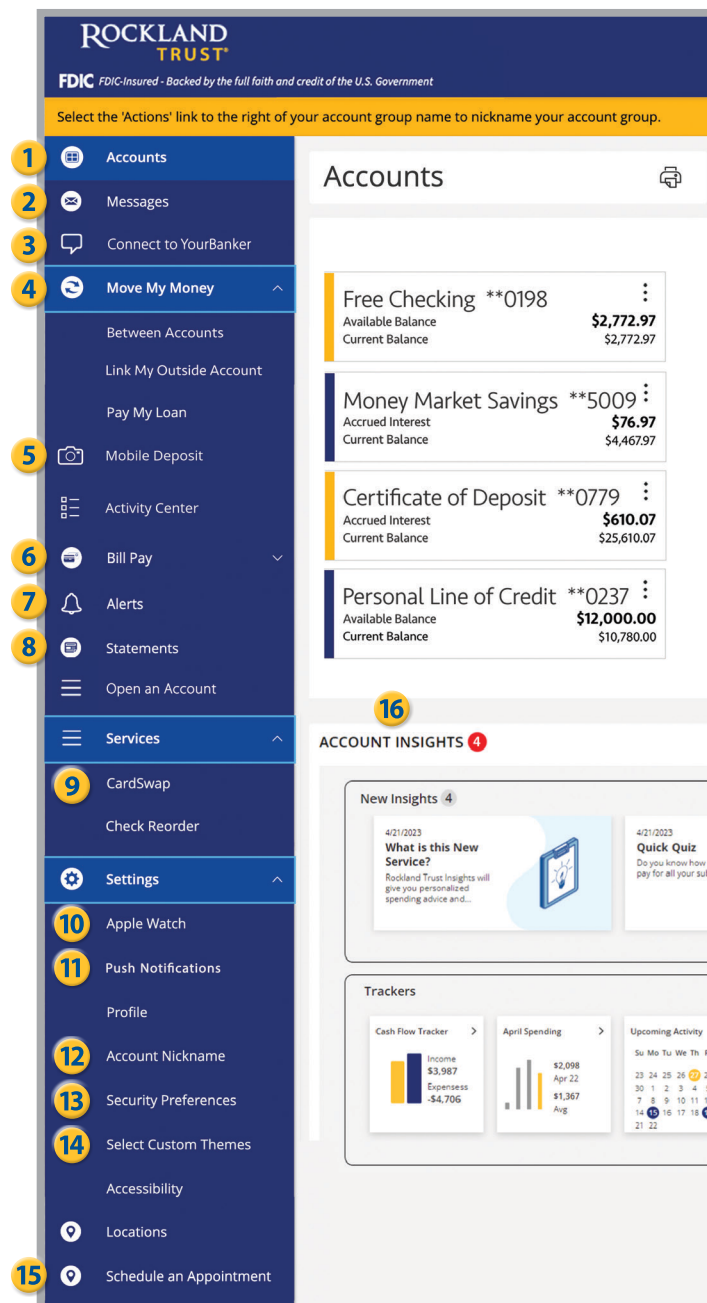 ROCKLAND
TRUST®
FDIC FDIC-Insured - Backed by the full faith and credit of the U.S. Government
Select the 'Actions' link to the right of your account group name to nickname your account group.
1 Accounts
2 Messages
3 Connect to YourBanker
4 Move My Money
Between Accounts
Link My Outside Account
Pay My Loan
5 Mobile Deposit
Activity Center
6 Bill Pay
7 Alerts
8 Statements
Open an Account
Services
9 CardSwap
Check Reorder
Settings
10 Apple Watch
11 Push Notifications
Profile
12 Account Nickname
13 Security Preferences
14 Select Custom Themes
Accessibility
Locations
15 Schedule an Appointment
Accounts
Free Checking **0198
Available Balance $2,772.97
Current Balance $2,772.97
Money Market Savings **5009
Accrued Interest $76.97
Current Balance $4,467.97
Certificate of Deposit **0779
Accrued Interest $610.07
Current Balance $25,610.07
Personal Line of Credit **0237
Available Balance $12,000.00
Current Balance $10,780.00
16
ACCOUNT INSIGHTS 4
New Insights 4
4/21/2023
What is this New
Service?
Rockland Trust Insights will
give you personalized
spending advice and...
4/21/2023
Quick Quiz
Do you know how
pay for all your
Trackers
Cash Flow Tracker >
Income
$3,987
Expensess
-$4,706
April Spending >
$2,098
Apr 22
$1,367
Avg
Upcoming Activity
Su Mo Tu We Th
23 24 25 26 27
30 1 2 3 4
7 8 9 10 11
14 15 16 17 18
21 22